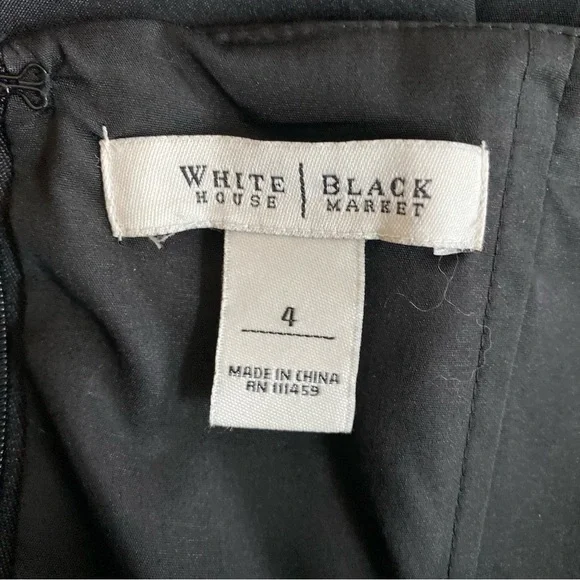 WHITE | BLACK
HOUSE | MARKET
4
MADE IN CHINA
RN 111459